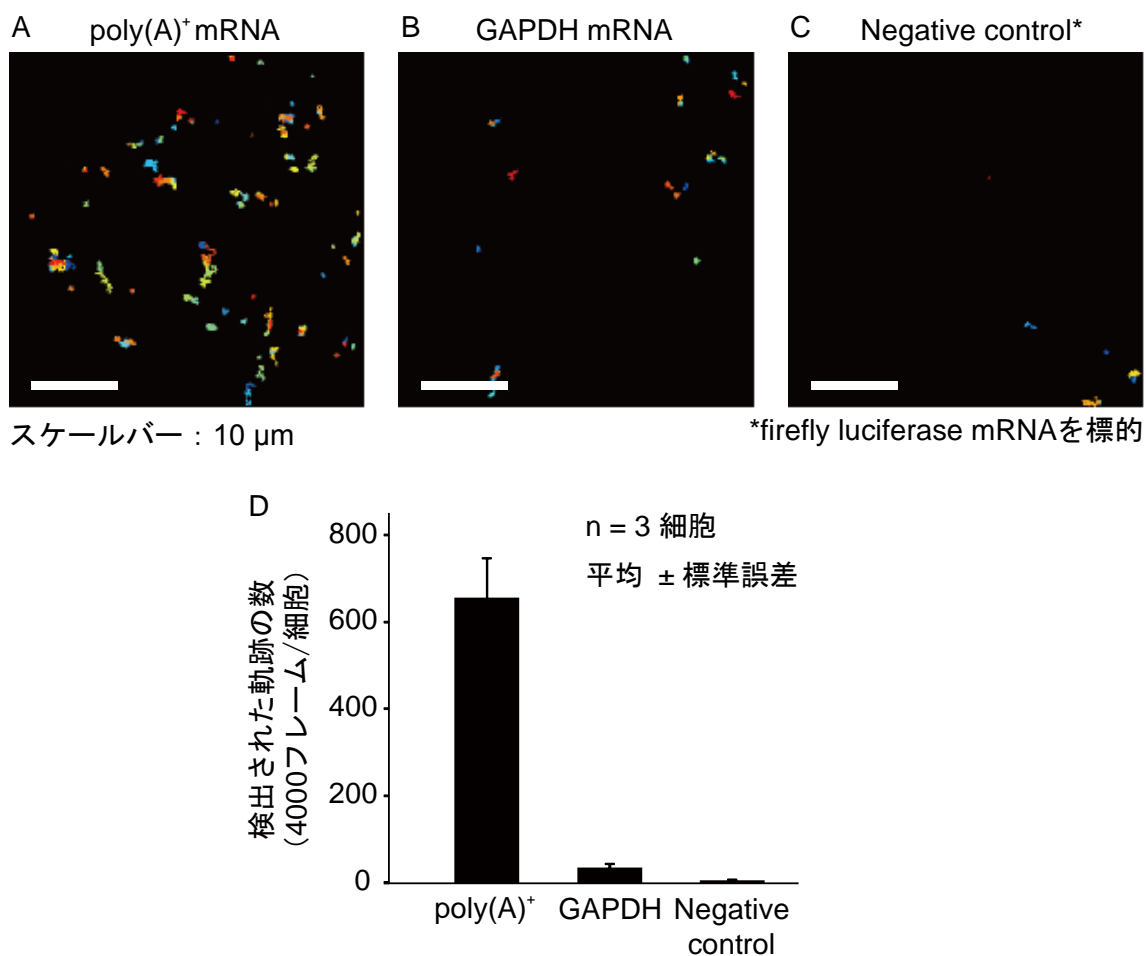 A poly(A)⁺ mRNA
B GAPDH mRNA
C Negative control*
スケールバー：10 µm
*firefly luciferase mRNAを標的
D
検出された軌跡の数
（4000フレーム/細胞）
800
600
400
200
0
n = 3 細胞
平均 ± 標準誤差
poly(A)⁺
GAPDH
Negative
control